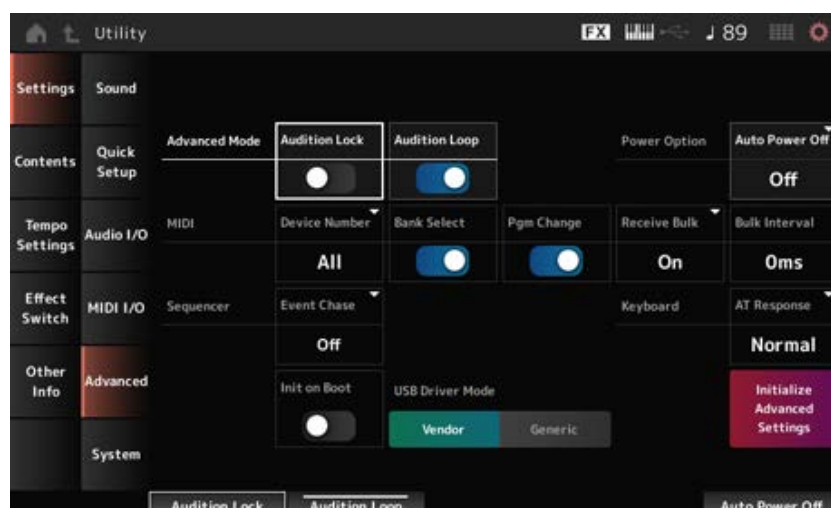 Utility
FX
89
Settings
Sound
Contents
Quick
Setup
Tempo
Settings
Audio I/O
Effect
Switch
MIDI I/O
Other
Info
Advanced
System
Advanced Mode
Audition Lock
Audition Loop
Power Option
Auto Power Off
Off
MIDI
Device Number
Bank Select
Pgm Change
Receive Bulk
Bulk Interval
All
On
0ms
Sequencer
Event Chase
Keyboard
AT Response
Off
Normal
Init on Boot
USB Driver Mode
Vendor
Generic
Initialize
Advanced
Settings
Audition Lock
Audition Loop
Auto Power Off